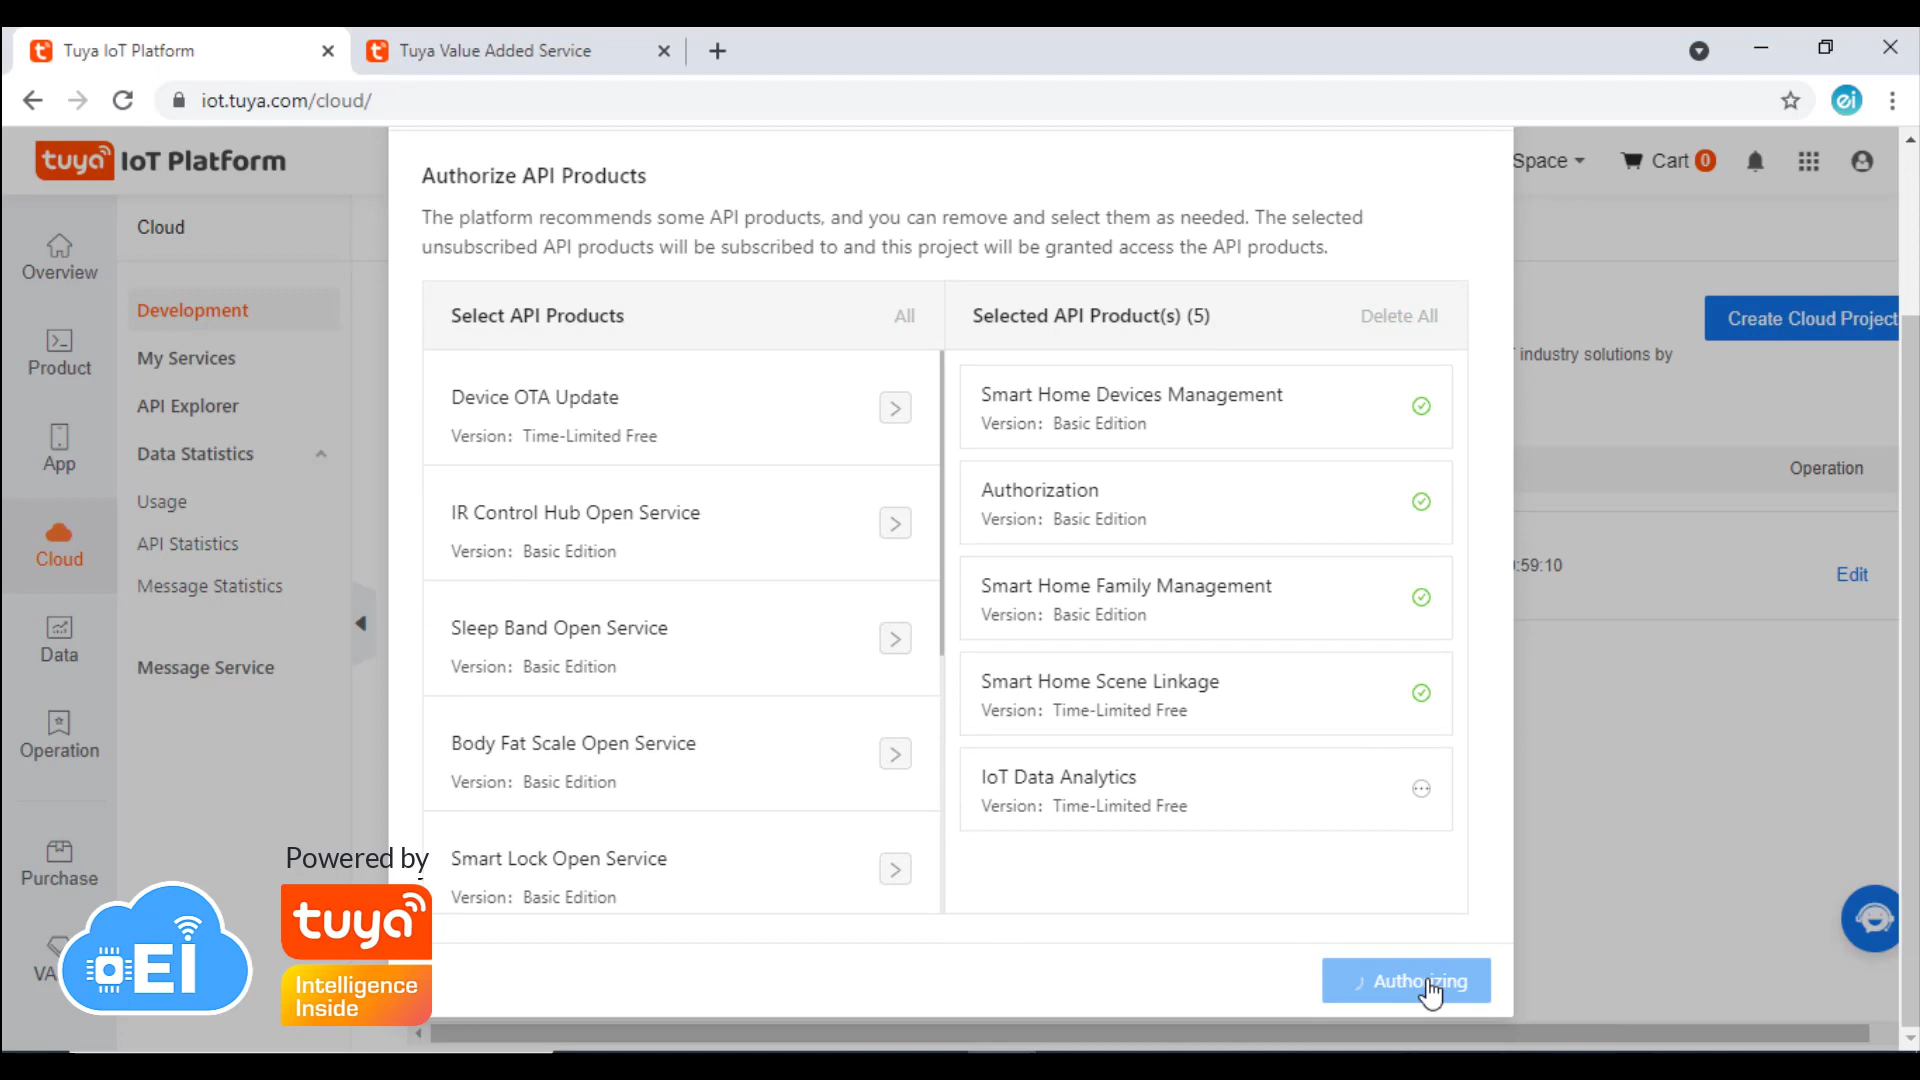 Tuya IoT Platform
Tuya Value Added Service
iot.tuya.com/cloud/
ei
tuya IoT Platform
Space
Cart 0
Overview
Product
App
Cloud
Data
Operation
Purchase
VA
Cloud
Development
My Services
API Explorer
Data Statistics
Usage
API Statistics
Message Statistics
Message Service
Authorize API Products
The platform recommends some API products, and you can remove and select them as needed. The selected
unsubscribed API products will be subscribed to and this project will be granted access the API products.
Select API Products
All
Device OTA Update
Version: Time-Limited Free
IR Control Hub Open Service
Version: Basic Edition
Sleep Band Open Service
Version: Basic Edition
Body Fat Scale Open Service
Version: Basic Edition
Smart Lock Open Service
Version: Basic Edition
Selected API Product(s) (5)
Delete All
Smart Home Devices Management
Version: Basic Edition
Authorization
Version: Basic Edition
Smart Home Family Management
Version: Basic Edition
Smart Home Scene Linkage
Version: Time-Limited Free
IoT Data Analytics
Version: Time-Limited Free
Authorizing
Create Cloud Project
industry solutions by
Operation
:59:10
Edit
EI
Powered by
tuya
Intelligence
Inside